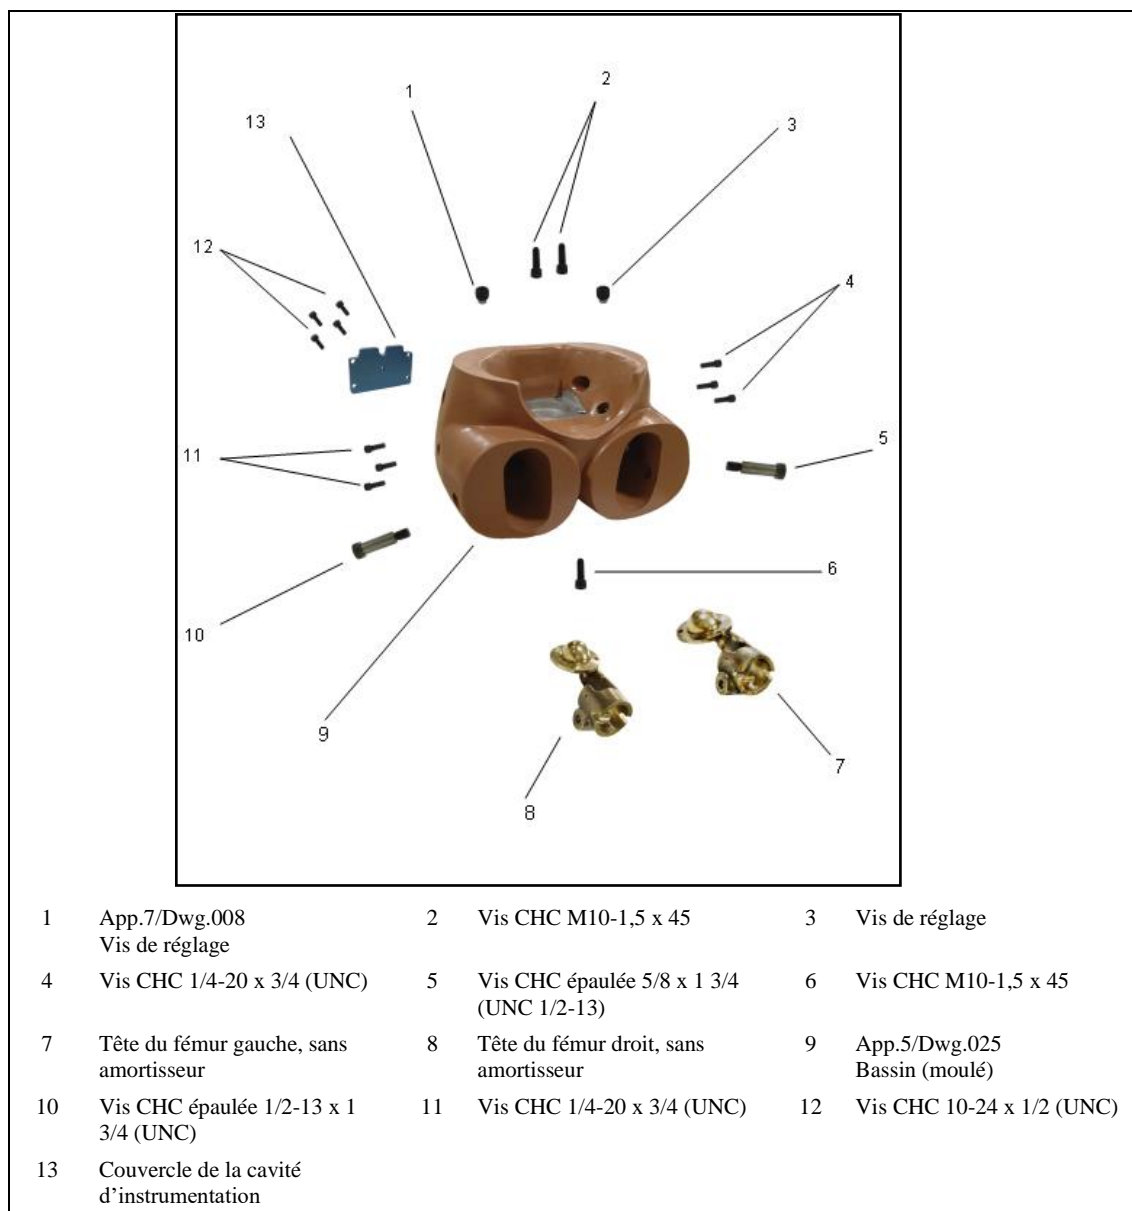 2
1
13
3
12
4
5
11
6
10
9
7
8
1 App.7/Dwg.008
Vis de réglage
2 Vis CHC M10-1,5 x 45
3 Vis de réglage
4 Vis CHC 1/4-20 x 3/4 (UNC)
5 Vis CHC épaulée 5/8 x 1 3/4
(UNC 1/2-13)
6 Vis CHC M10-1,5 x 45
7 Tête du fémur gauche, sans
amortisseur
8 Tête du fémur droit, sans
amortisseur
9 App.5/Dwg.025
Bassin (moulé)
10 Vis CHC épaulée 1/2-13 x 1
3/4 (UNC)
11 Vis CHC 1/4-20 x 3/4 (UNC)
12 Vis CHC 10-24 x 1/2 (UNC)
13 Couvercle de la cavité
d’instrumentation